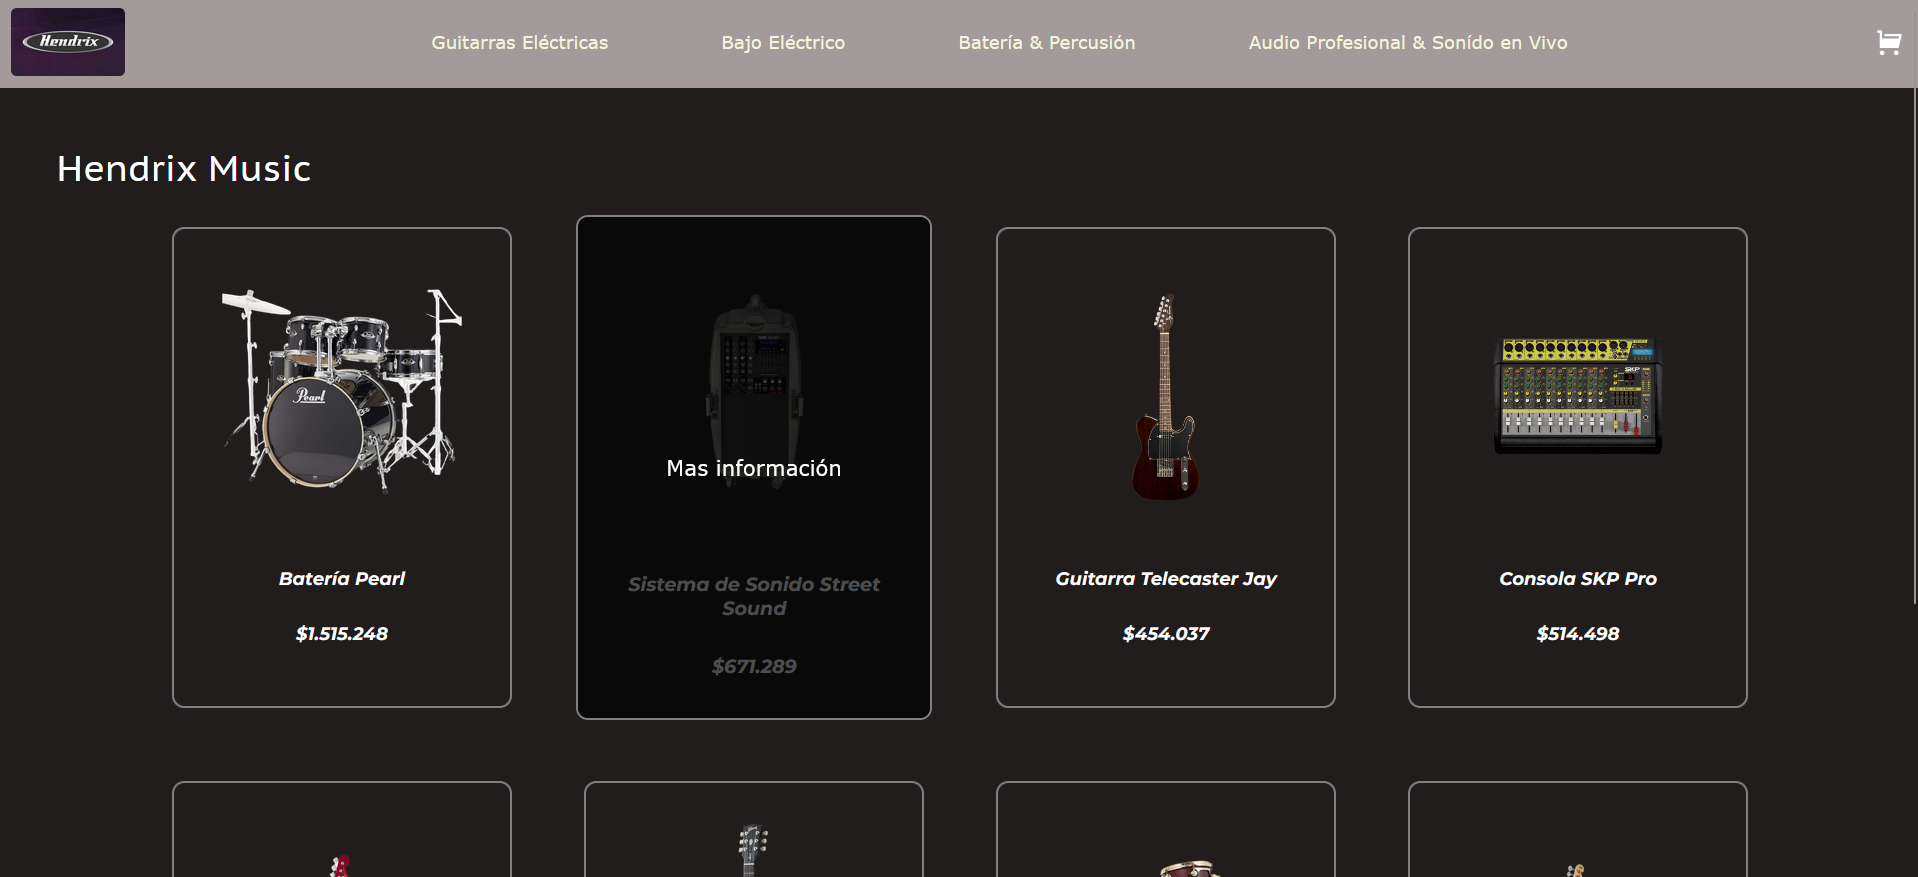 Hendrix
Guitarras Eléctricas
Bajo Eléctrico
Batería & Percusión
Audio Profesional & Sonído en Vivo
Hendrix Music
Pearl
Batería Pearl
$1.515.248
Mas información
Sistema de Sonido Street
Sound
$671.289
Guitarra Telecaster Jay
$454.037
SKP
Consola SKP Pro
$514.498